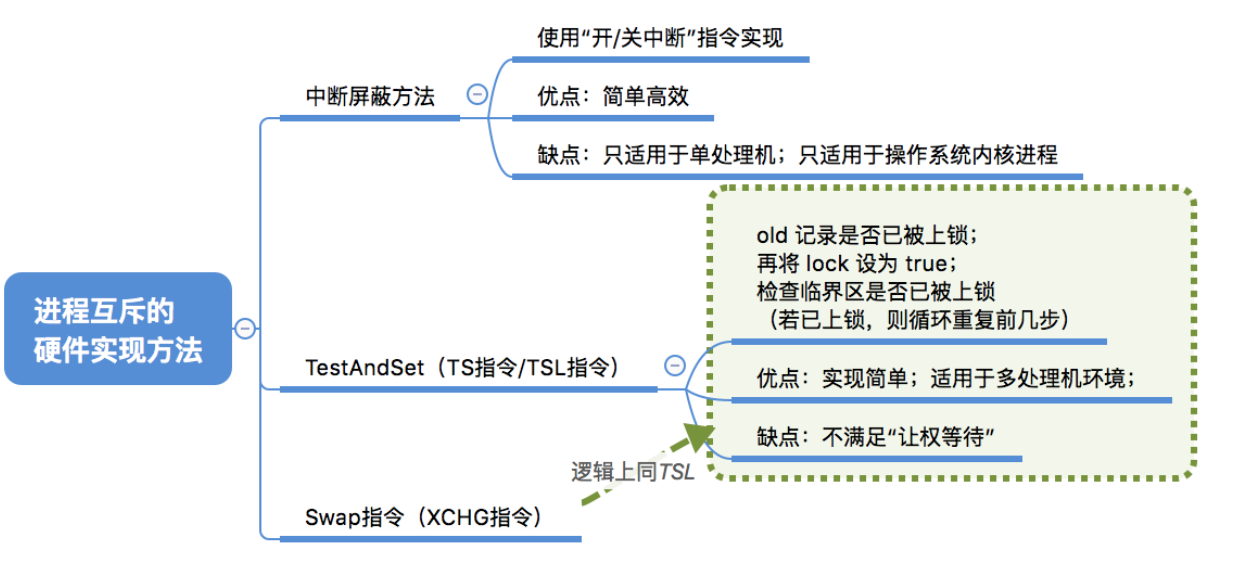 进程互斥的
硬件实现方法
中断屏蔽方法
使用“开/关中断”指令实现
优点：简单高效
缺点：只适用于单处理机；只适用于操作系统内核进程
TestAndSet（TS指令/TSL指令）
old 记录是否已被上锁；
再将 lock 设为 true；
检查临界区是否已被上锁
（若已上锁，则循环重复前几步）
优点：实现简单；适用于多处理机环境；
缺点：不满足“让权等待”
逻辑上同TSL
Swap指令（XCHG指令）